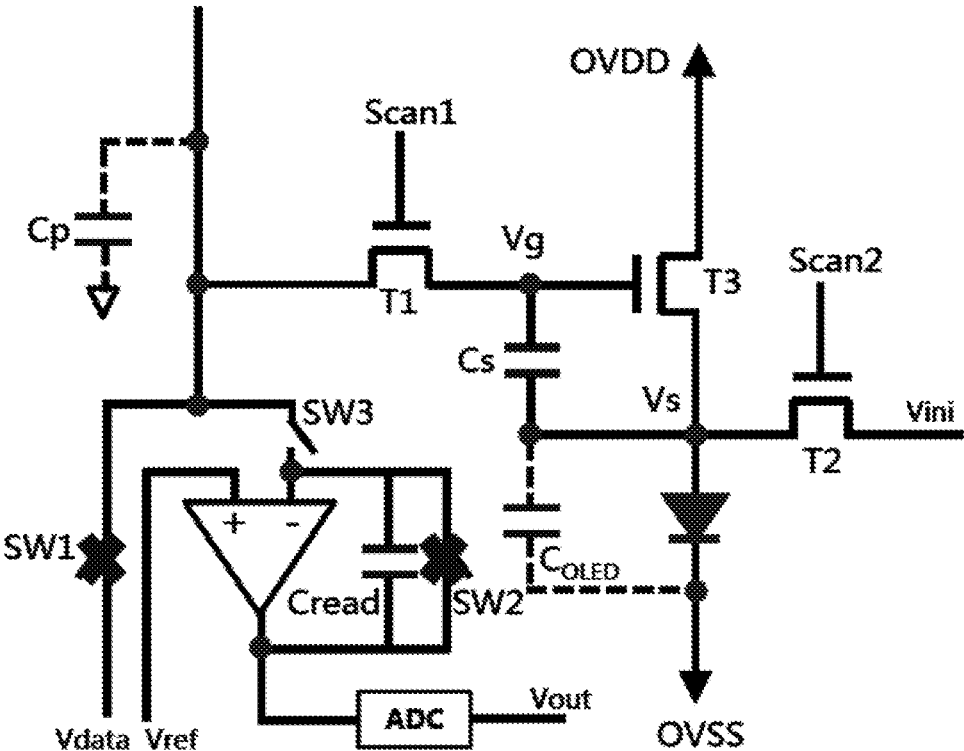 OVDD
Scan1
Cp
Vg
Scan2
T3
T1
Cs
Vs
Vini
SW3
T2
+
-
SW1
COLED
Cread
SW2
Vout
ADC
Vdata
Vref
OVSS